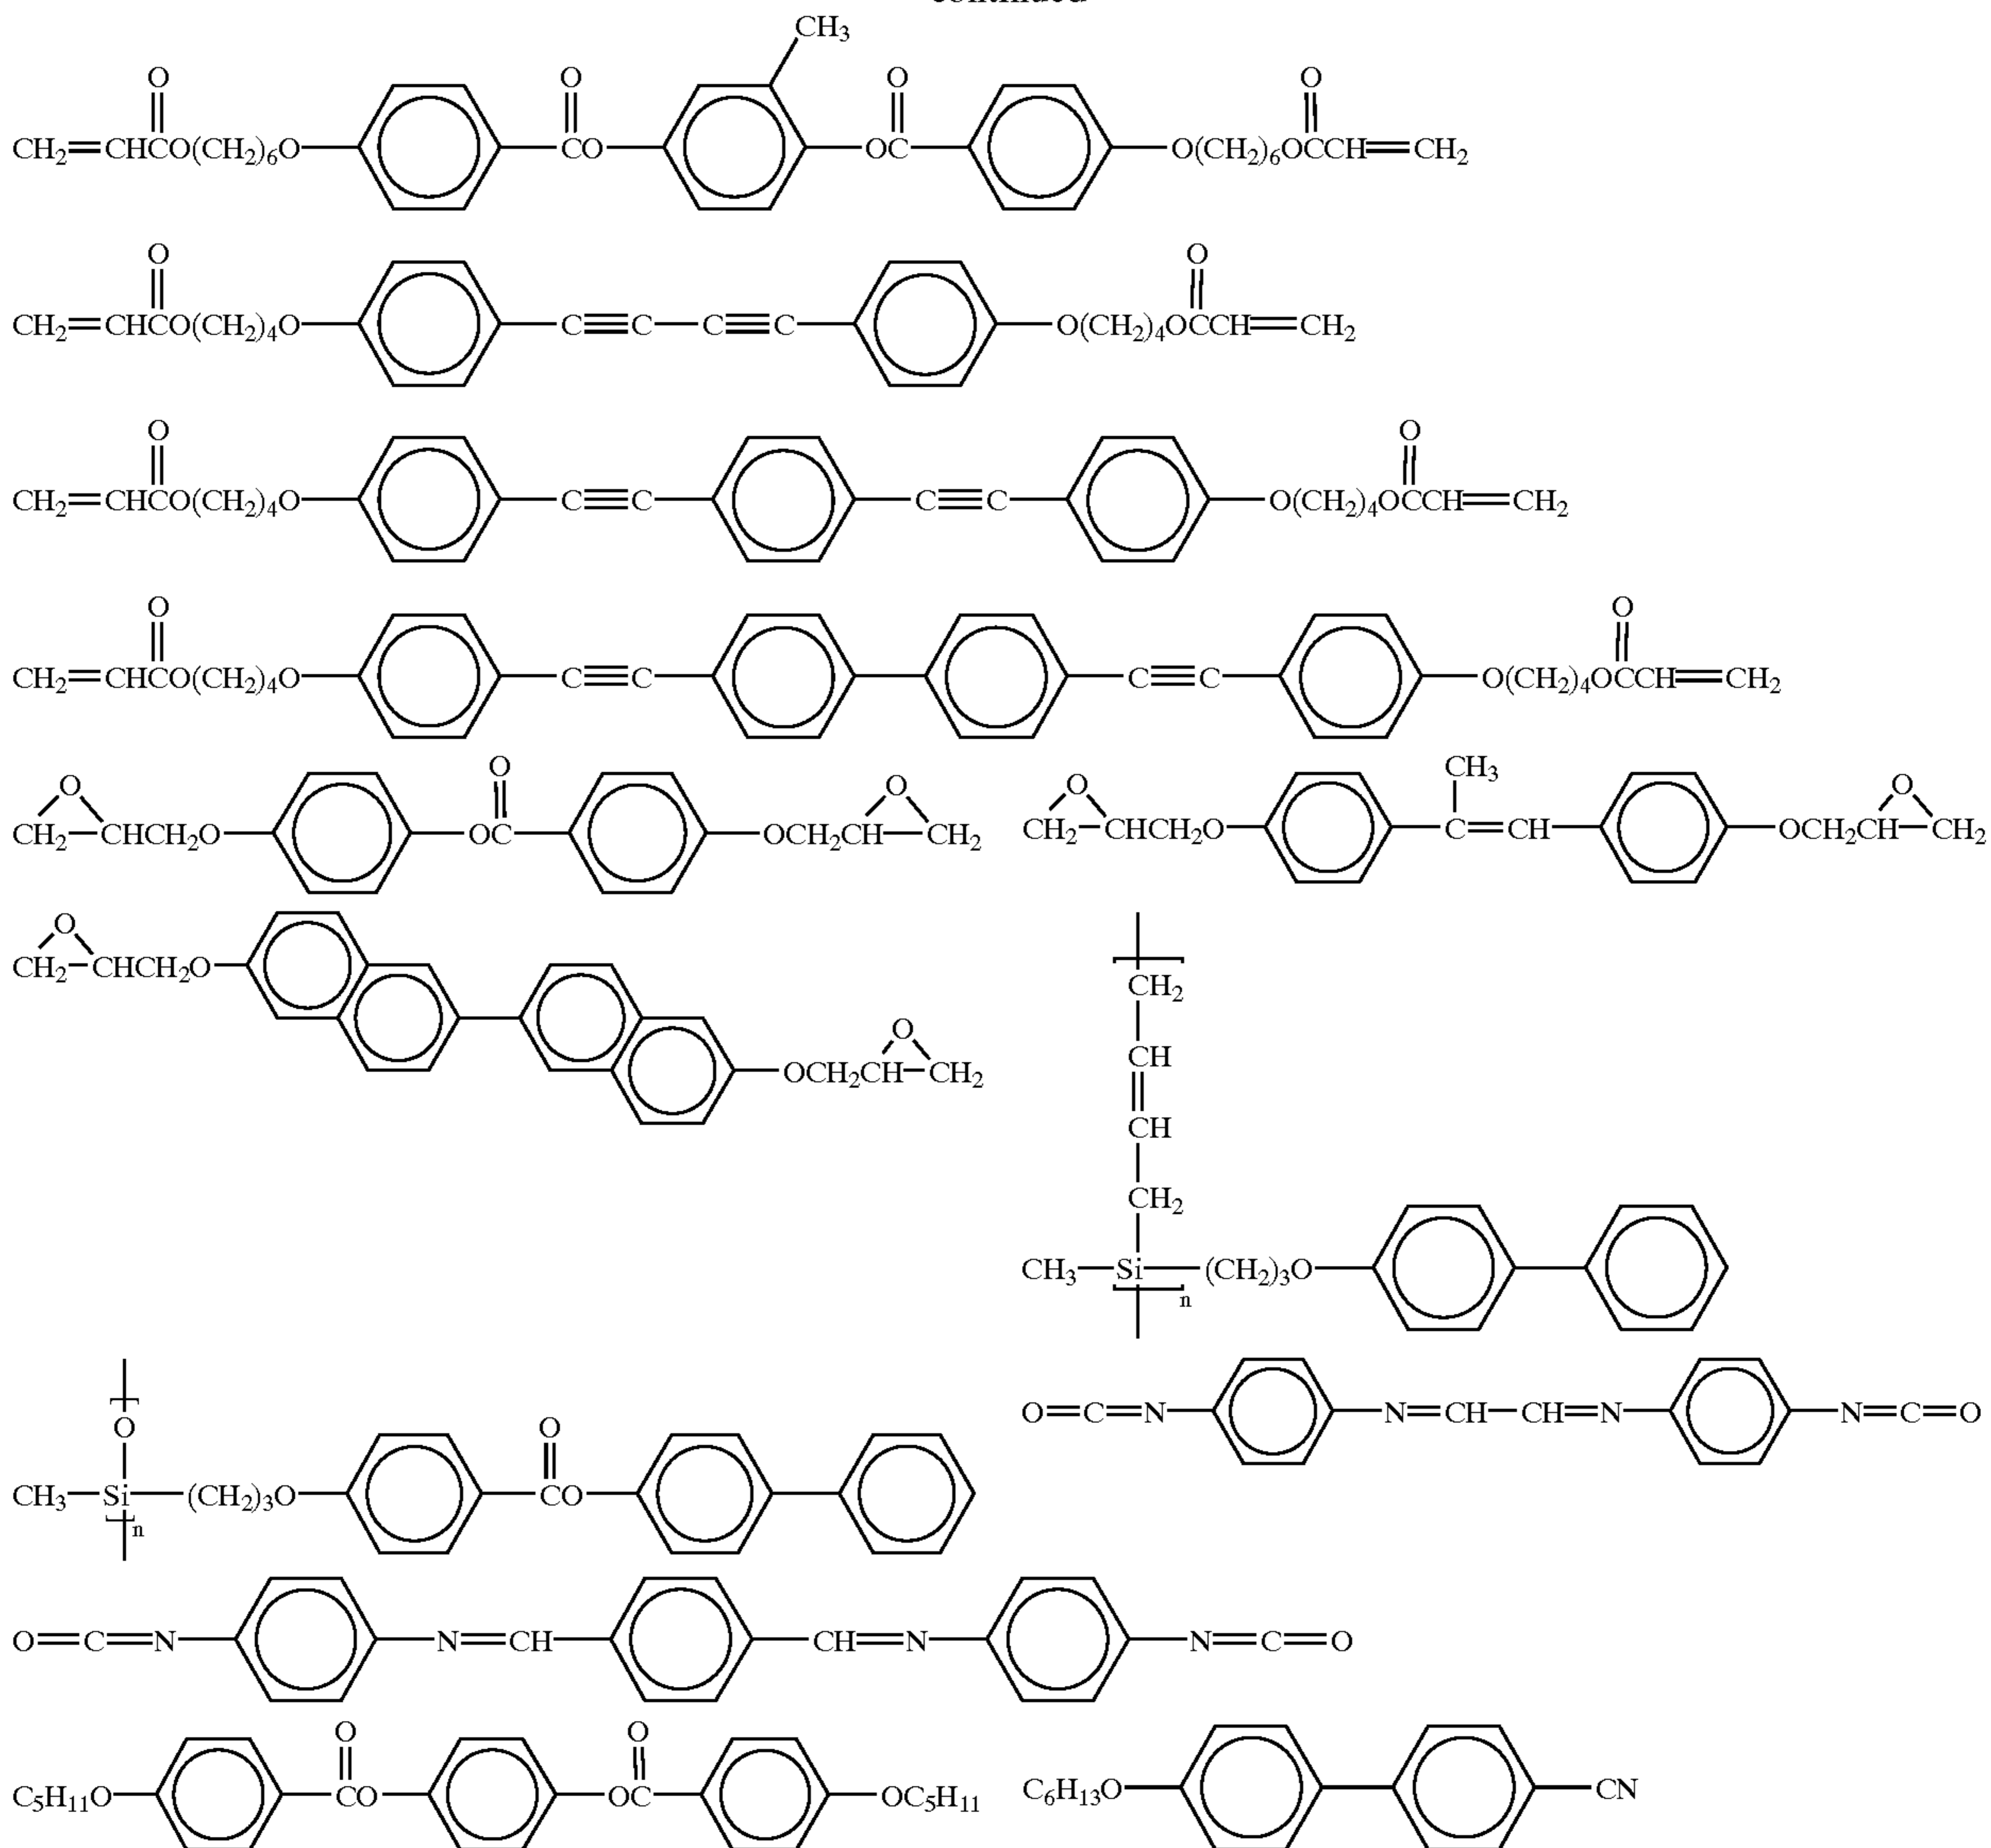 CH3
O O O O
CH2=CHCO(CH2)6O CO OC O(CH2)6OCCH=CH2
O O
CH2=CHCO(CH2)4O C≡C C≡C O(CH2)4OCCH=CH2
O O
CH2=CHCO(CH2)4O C≡C C≡C O(CH2)4OCCH=CH2
O O
CH2=CHCO(CH2)4O C≡C C≡C O(CH2)4OCCH=CH2
O O O
CH2 CHCH2O OC OCH2CH CH2
O CH3 O
CH2 CHCH2O C=CH OCH2CH CH2
O
CH2 CHCH2O
O
OCH2CH CH2
CH2
CH
CH
CH2
CH3 Si (CH2)3O
n
O O
CH3 Si (CH2)3O CO
n
O=C=N N=CH CH=N N=C=O
O=C=N N=CH CH=N N=C=O
O O
C5H11O CO OC OC5H11
C6H13O CN